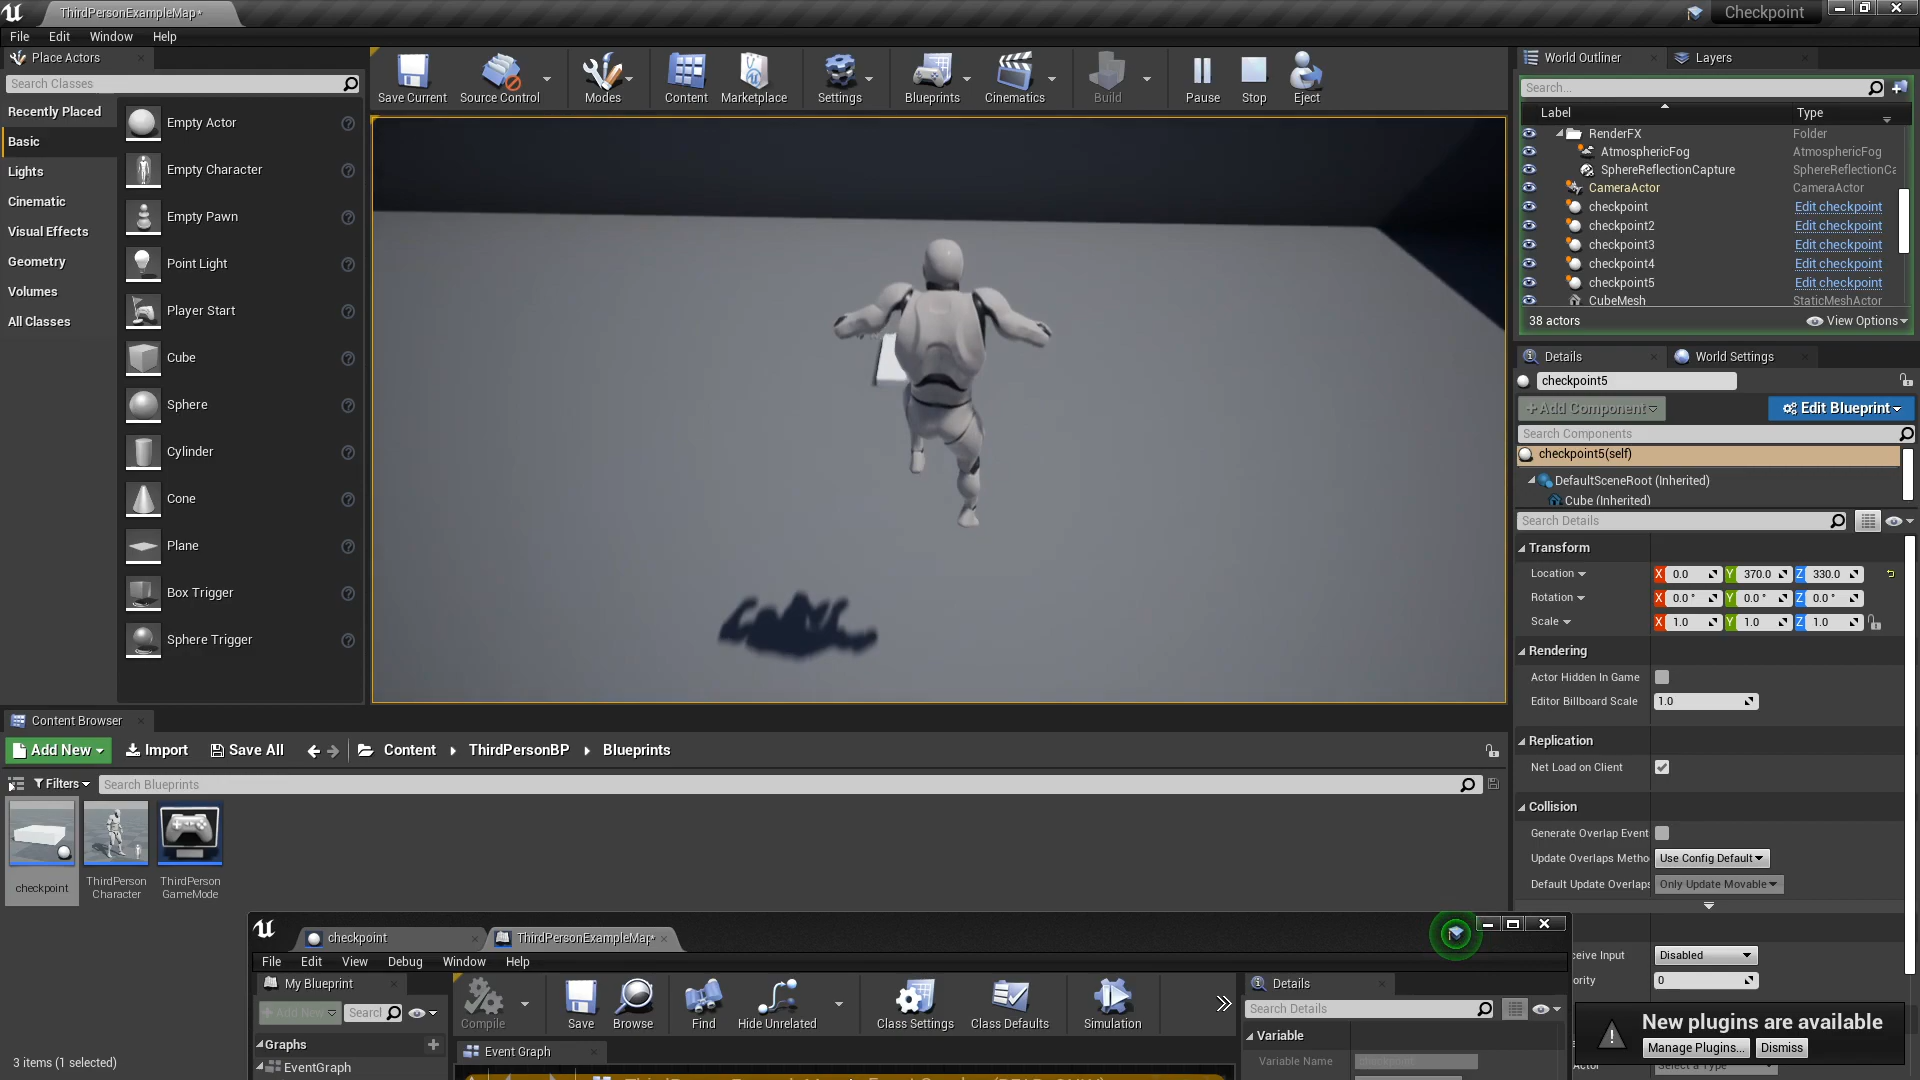 ThirdPersonExampleMap*
Checkpoint
File Edit Window Help
Place Actors
Search Classes
Recently Placed
Basic
Lights
Cinematic
Visual Effects
Geometry
Volumes
All Classes
Empty Actor
Empty Character
Empty Pawn
Point Light
Player Start
Cube
Sphere
Cylinder
Cone
Plane
Box Trigger
Sphere Trigger
Save Current Source Control Modes Content Marketplace Settings Blueprints Cinematics Build Pause Stop Eject
World Outliner Layers
Search...
Label Type
RenderFX Folder
AtmosphericFog AtmosphericFog
SphereReflectionCapture SphereReflectionCa
CameraActor CameraActor
checkpoint Edit checkpoint
checkpoint2 Edit checkpoint
checkpoint3 Edit checkpoint
checkpoint4 Edit checkpoint
checkpoint5 Edit checkpoint
CubeMesh StaticMeshActor
38 actors View Options
Details World Settings
checkpoint5
+Add Component Edit Blueprint
Search Components
checkpoint5(self)
DefaultSceneRoot (Inherited)
Cube (Inherited)
Search Details
Transform
Location X 0.0 Y 370.0 Z 330.0
Rotation X 0.0° Y 0.0° Z 0.0°
Scale X 1.0 Y 1.0 Z 1.0
Rendering
Actor Hidden In Game
Editor Billboard Scale 1.0
Replication
Net Load on Client
Collision
Generate Overlap Event
Update Overlaps Metho Use Config Default
Default Update Overlaps Only Update Movable
ceive Input Disabled
ority 0
New plugins are available
Manage Plugins... Dismiss
Select a Type
Content Browser
Add New Import Save All Content ThirdPersonBP Blueprints
Filters Search Blueprints
checkpoint
ThirdPerson Character
ThirdPerson GameMode
3 items (1 selected)
checkpoint ThirdPersonExampleMap*
File Edit View Debug Window Help
My Blueprint
+Add New Search
Graphs
EventGraph
Compile Save Browse Find Hide Unrelated Class Settings Class Defaults Simulation
Event Graph
Details
Search Details
Variable
Variable Name checkpoint